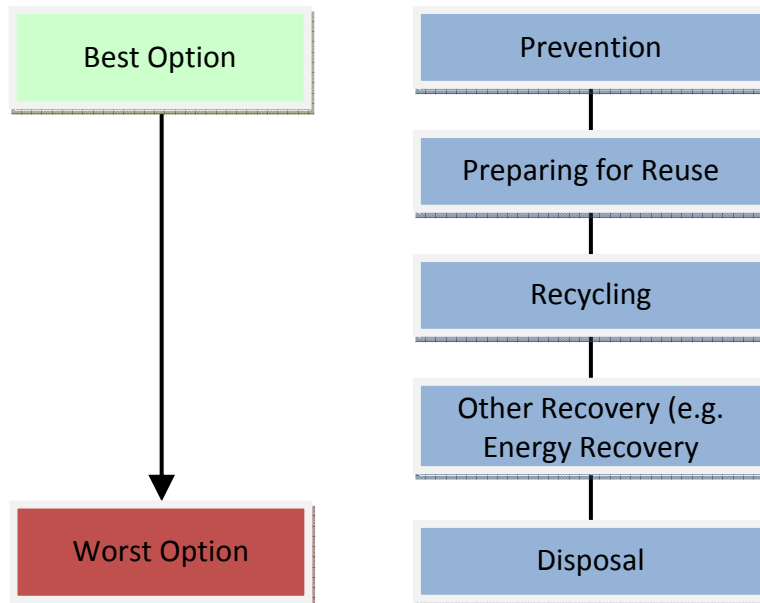 Best Option
Worst Option
Prevention
Preparing for Reuse
Recycling
Other Recovery (e.g.
Energy Recovery
Disposal